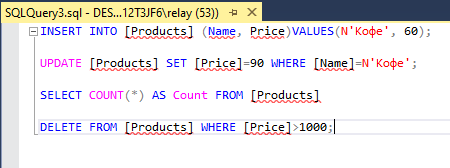 SQLQuery3.sql - DES...12T3JF6\relay (53))
INSERT INTO [Products] (Name, Price)VALUES(N'Кофе', 60);
UPDATE [Products] SET [Price]=90 WHERE [Name]=N'Кофе';
SELECT COUNT(*) AS Count FROM [Products]
DELETE FROM [Products] WHERE [Price]>1000;